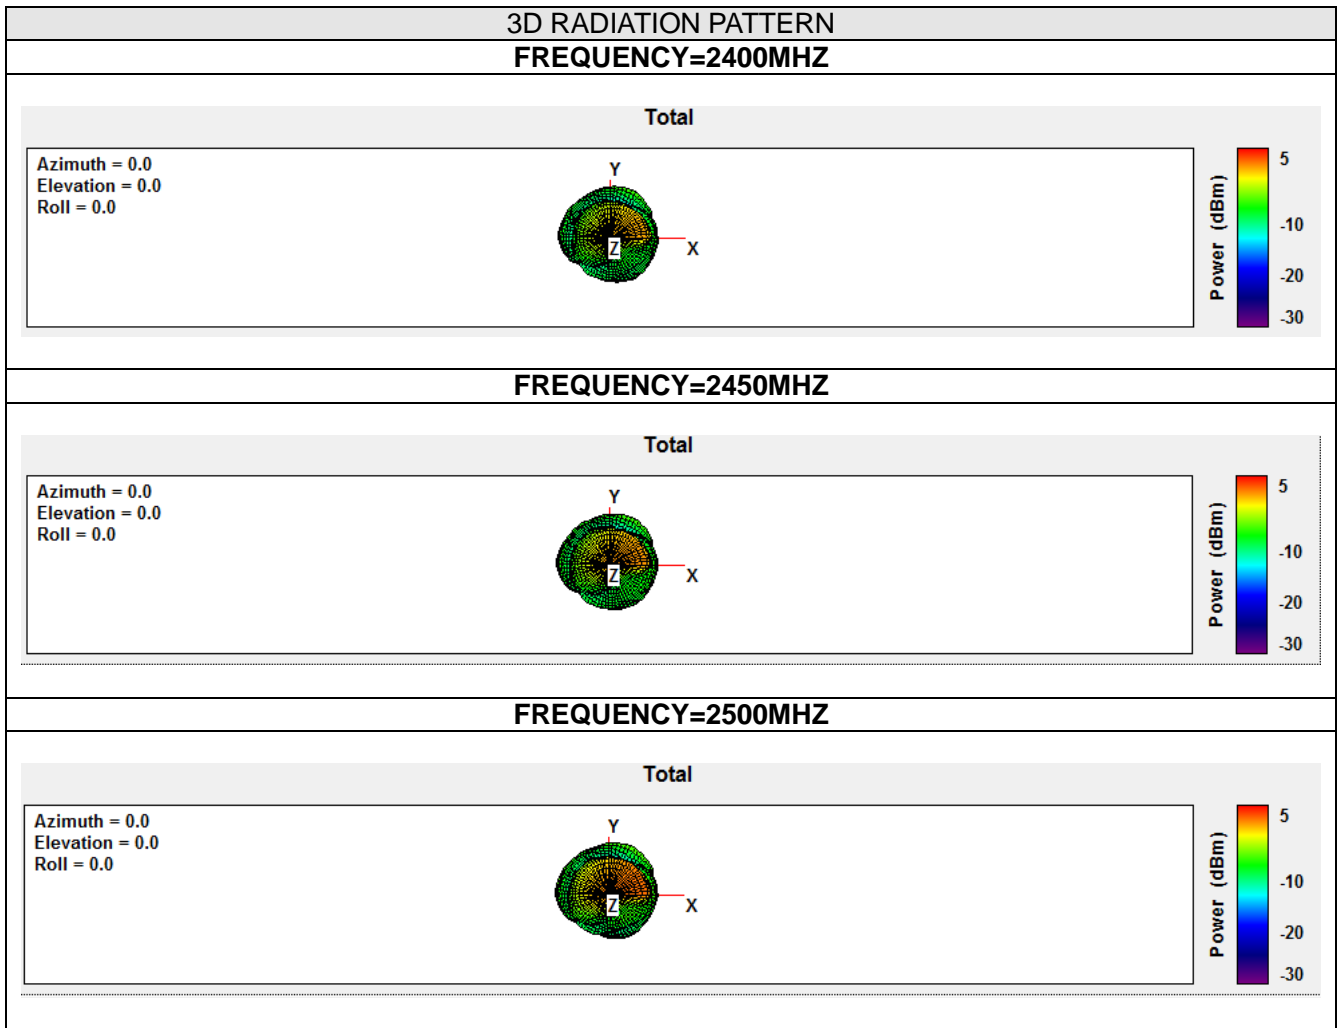 3D RADIATION PATTERN
FREQUENCY=2400MHZ
Total
Azimuth = 0.0
Elevation = 0.0
Roll = 0.0
Y
Z
X
Power (dBm)
5
-10
-20
-30
FREQUENCY=2450MHZ
Total
Azimuth = 0.0
Elevation = 0.0
Roll = 0.0
Y
Z
X
Power (dBm)
5
-10
-20
-30
FREQUENCY=2500MHZ
Total
Azimuth = 0.0
Elevation = 0.0
Roll = 0.0
Y
Z
X
Power (dBm)
5
-10
-20
-30